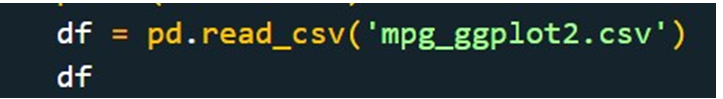 df = pd.read_csv('mpg_ggplot2.csv')
df